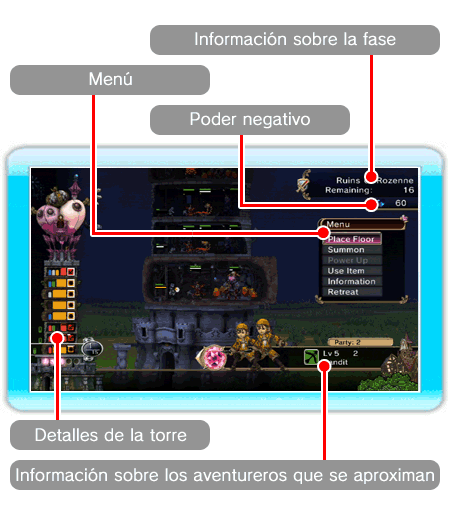 Información sobre la fase
Menú
Poder negativo
Ruins Rozenne
Remaining: 16
60
Menu
Place Floor
Summon
Power Up
Use Item
Information
Retreat
Party: 2
Lv 5 2
andit
Detalles de la torre
Información sobre los aventureros que se aproximan